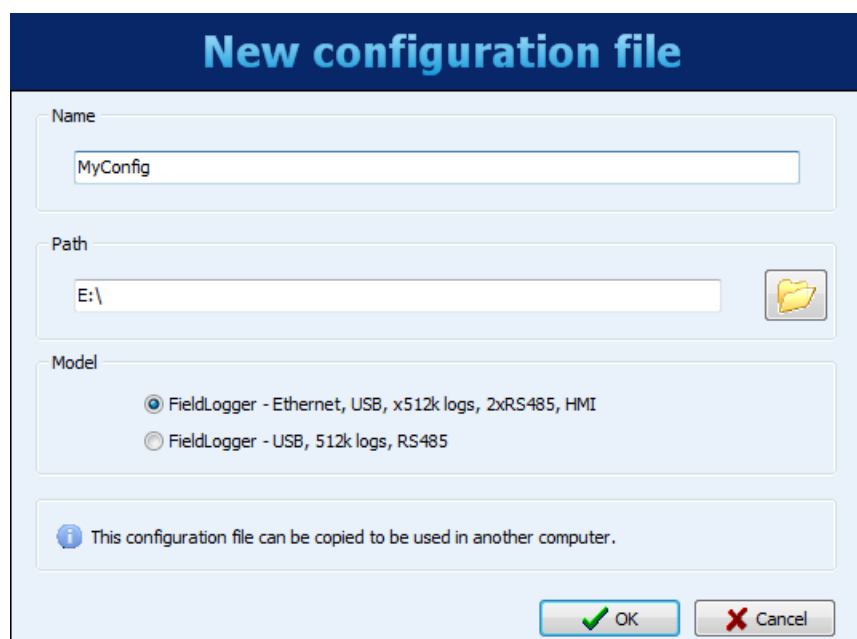 New configuration file
Name
MyConfig
Path
E:\
Model
FieldLogger - Ethernet, USB, x512k logs, 2xRS485, HMI
FieldLogger - USB, 512k logs, RS485
This configuration file can be copied to be used in another computer.
OK
Cancel